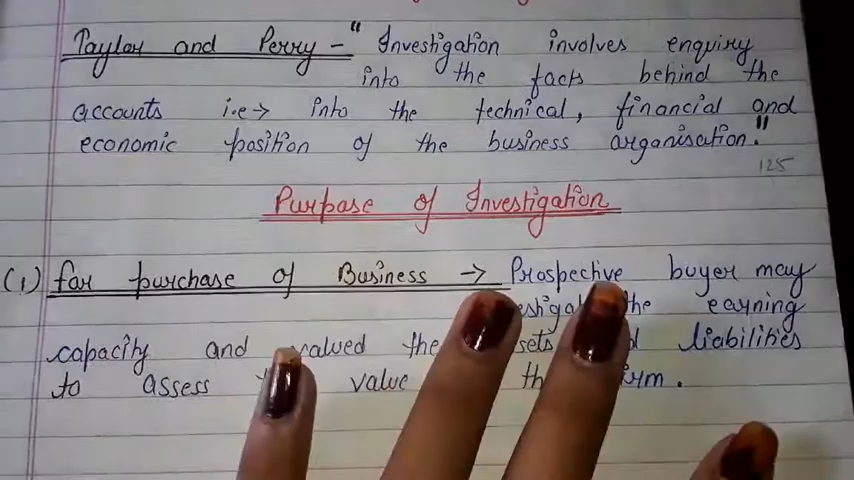 Taylor and Perry - "Investigation involves enquiry
into the facts behind the
accounts i.e → into the technical, financial and
economic position of the business organisation."
125
Purpose of Investigation
(1) for purchase of Business → Prospective buyer may
the earning
capacity and valued the liabilities
to assess value